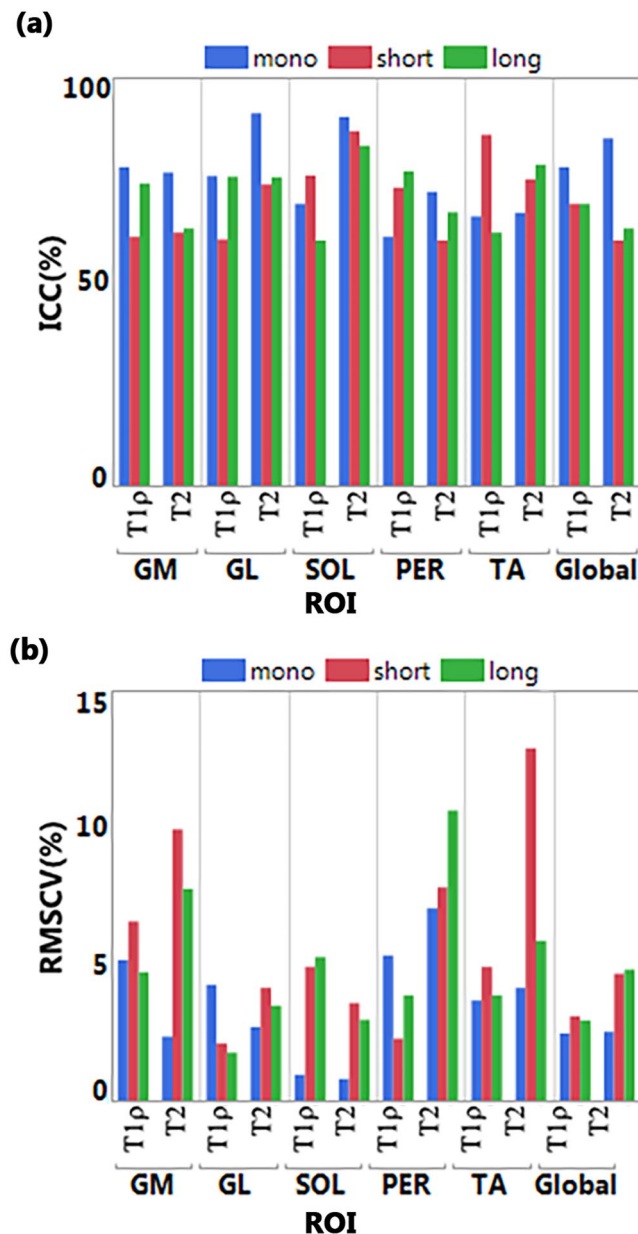 (a)
mono short long
100
50
0
ICC(%)
T1ρ T2 T1ρ T2 T1ρ T2 T1ρ T2 T1ρ T2 T1ρ T2
GM GL SOL PER TA Global
ROI
(b)
mono short long
15
10
5
0
RMSCV(%)
T1ρ T2 T1ρ T2 T1ρ T2 T1ρ T2 T1ρ T2 T1ρ T2
GM GL SOL PER TA Global
ROI